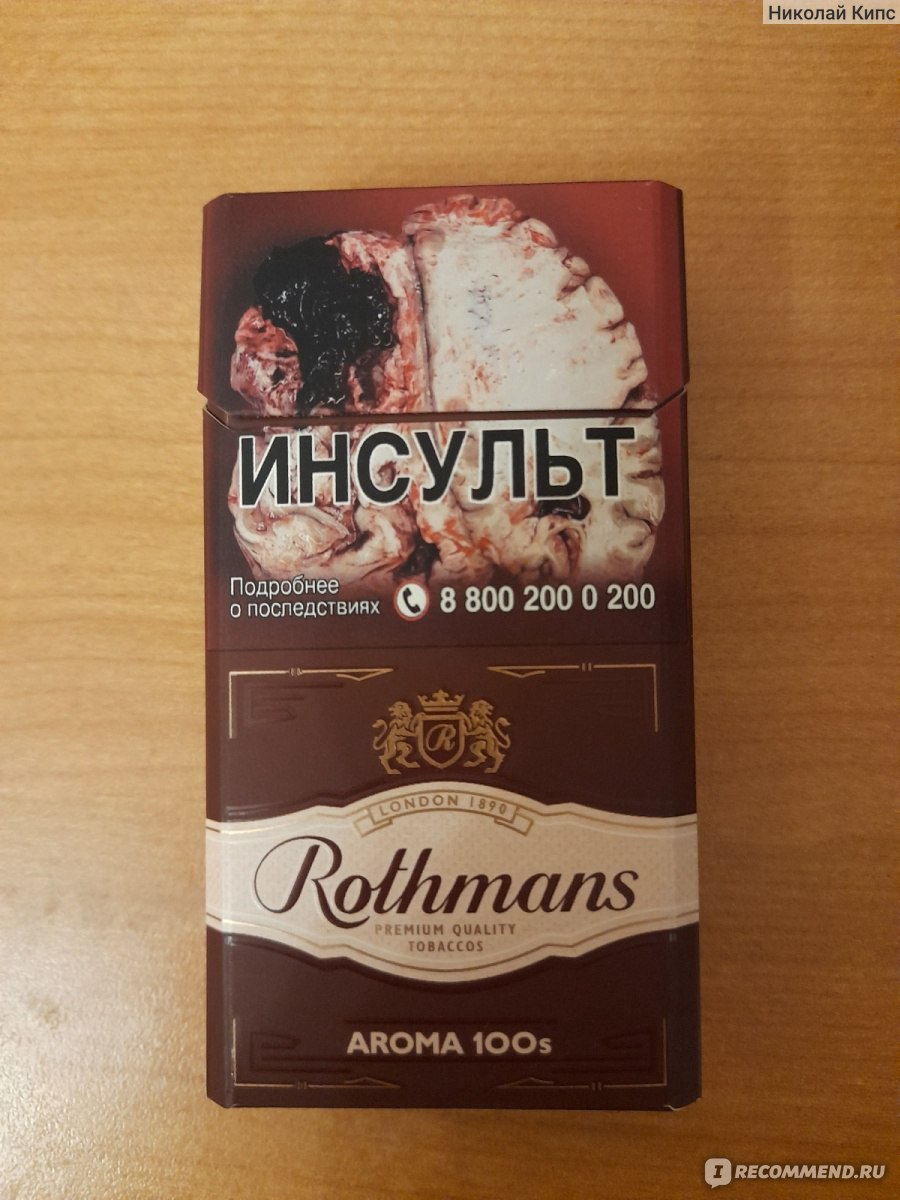 Николай Кипс
ИНСУЛЬТ
Подробнее
о последствиях
8 800 200 0 200
R
LONDON 1890
Rothmans
PREMIUM QUALITY
TOBACCOS
AROMA 100s
IRECOMMEND.RU